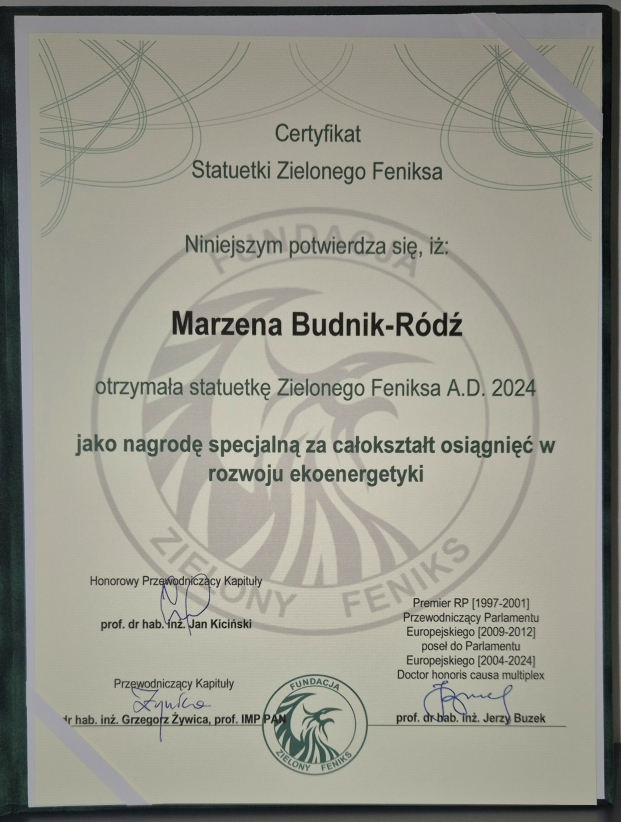 Certyfikat
Statuetki Zielonego Feniksa
Niniejszym potwierdza się, iż:
FUNDACJA
Marzena Budnik-Ródź
otrzymała statuetkę Zielonego Feniksa A.D. 2024
jako nagrodę specjalną za całokształt osiągnięć w
rozwoju ekoenergetyki
ZIELONY FENIKS
Honorowy Przewodniczący Kapituły
prof. dr hab. inż. Jan Kiciński
Premier RP [1997-2001]
Przewodniczący Parlamentu
Europejskiego [2009-2012]
poseł do Parlamentu
Europejskiego [2004-2024]
Doctor honoris causa multiplex
prof. dr hab. inż. Jerzy Buzek
Przewodniczący Kapituły
Żywica
dr hab. inż. Grzegorz Żywica, prof. IMP PAN
FUNDACJA
ZIELONY FENIKS